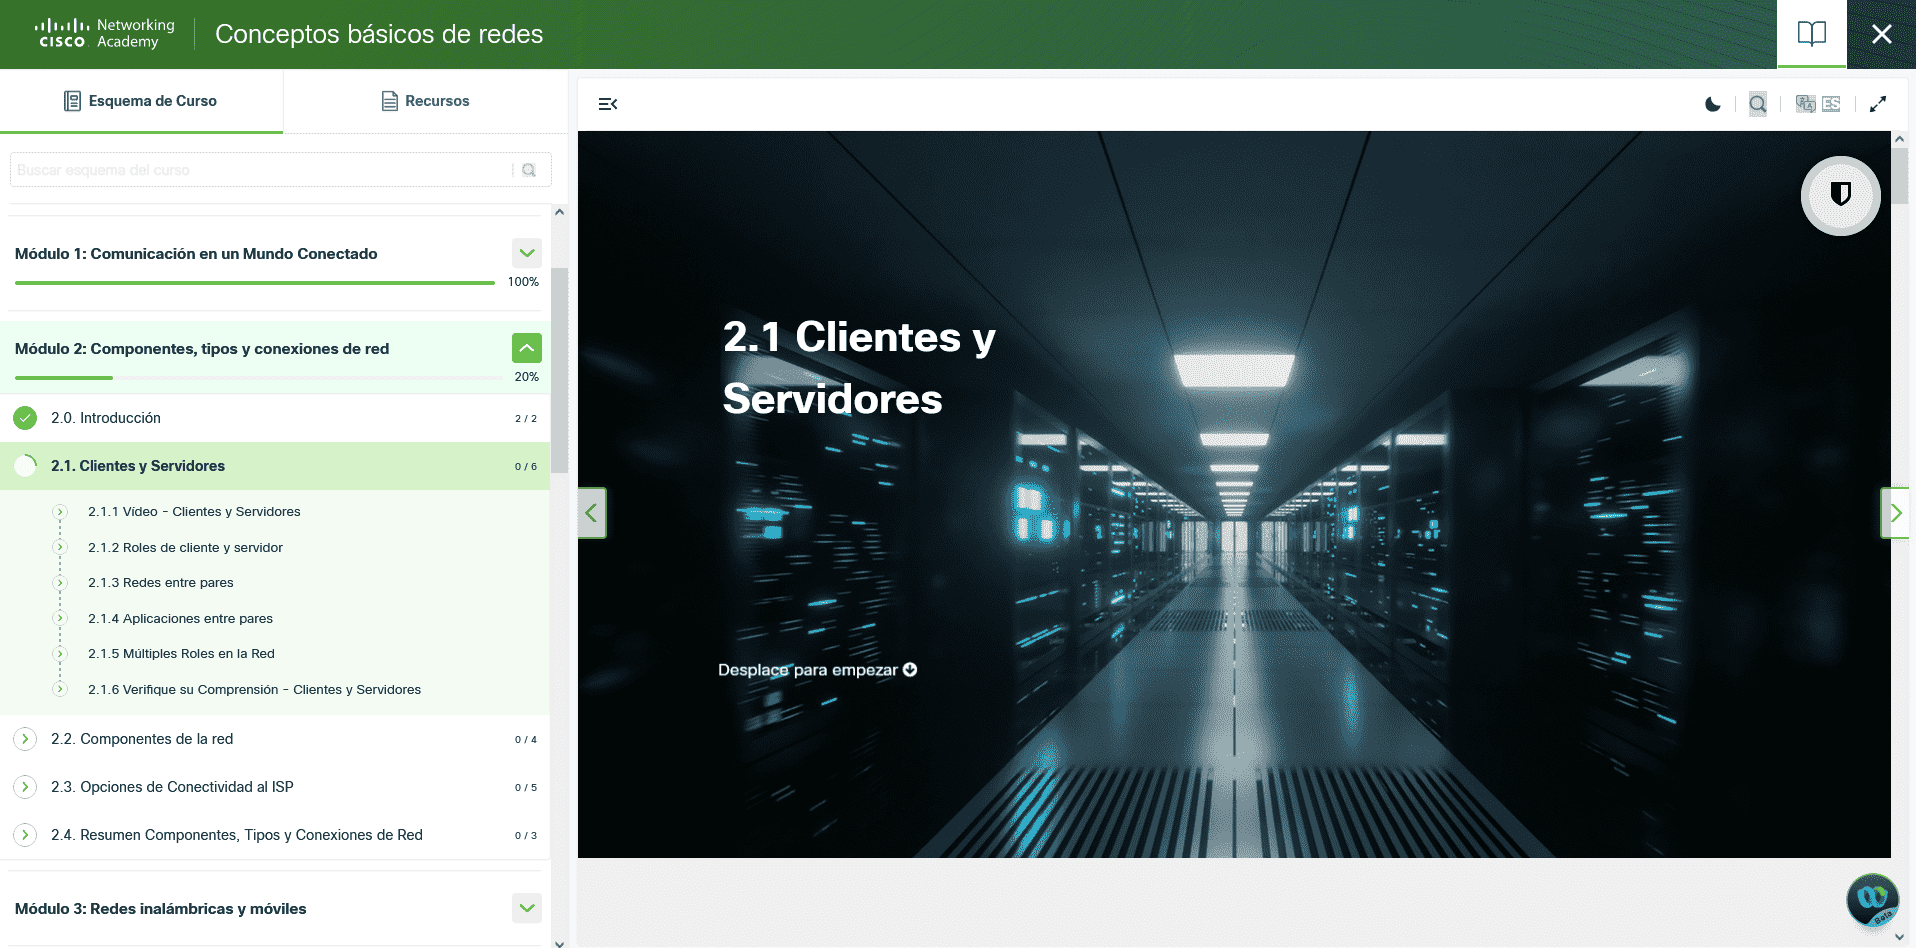 CISCO Networking Academy
Conceptos básicos de redes
Esquema de Curso
Recursos
Buscar esquema del curso
Módulo 1: Comunicación en un Mundo Conectado
100%
Módulo 2: Componentes, tipos y conexiones de red
20%
2.0. Introducción
2 / 2
2.1. Clientes y Servidores
0 / 6
2.1.1 Vídeo - Clientes y Servidores
2.1.2 Roles de cliente y servidor
2.1.3 Redes entre pares
2.1.4 Aplicaciones entre pares
2.1.5 Múltiples Roles en la Red
2.1.6 Verifique su Comprensión - Clientes y Servidores
2.2. Componentes de la red
0 / 4
2.3. Opciones de Conectividad al ISP
0 / 5
2.4. Resumen Componentes, Tipos y Conexiones de Red
0 / 3
Módulo 3: Redes inalámbricas y móviles
ES
2.1 Clientes y
Servidores
Desplace para empezar
Beta